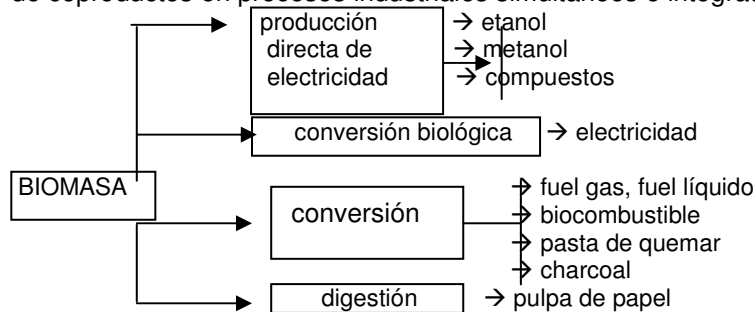 de coproductos en procesos industriales simultáneos e integrad
producción → etanol
directa de → metanol
electricidad → compuestos
conversión biológica → electricidad
BIOMASA
conversión
→ fuel gas, fuel líquido
→ biocombustible
→ pasta de quemar
→ charcoal
digestión → pulpa de papel